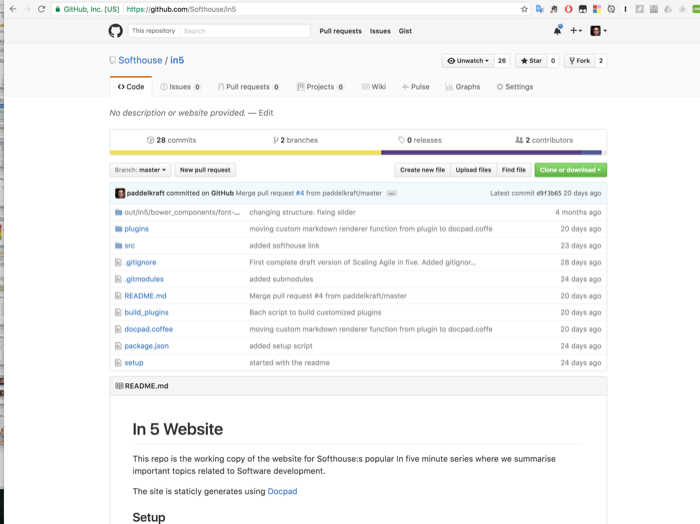 GitHub, Inc. [US] https://github.com/Softhouse/in5
This repository Search Pull requests Issues Gist
Softhouse / in5 Unwatch 26 Star 0 Fork 2
Code Issues 0 Pull requests 0 Projects 0 Wiki Pulse Graphs Settings
No description or website provided. — Edit
28 commits 2 branches 0 releases 2 contributors
Branch: master New pull request Create new file Upload files Find file Clone or download
paddelkraft committed on GitHub Merge pull request #4 from paddelkraft/master ... Latest commit d9f3b65 20 days ago
out/in5/bower_components/font-... changing structure. fixing slider 4 months ago
plugins moving custom markdown renderer function from plugin to docpad.coffe 20 days ago
src added softhouse link 23 days ago
.gitignore First complete draft version of Scaling Agile in five. Added gitignor... 28 days ago
.gitmodules added submodules 24 days ago
README.md Merge pull request #4 from paddelkraft/master 20 days ago
build_plugins Bach script to build customized plugins 20 days ago
docpad.coffee moving custom markdown renderer function from plugin to docpad.coffe 20 days ago
package.json added setup script 24 days ago
setup started with the readme 24 days ago
README.md
In 5 Website
This repo is the working copy of the website for Softhouse:s popular In five minute series where we summarise
important topics related to Software development.
The site is staticly generates using Docpad
Setup